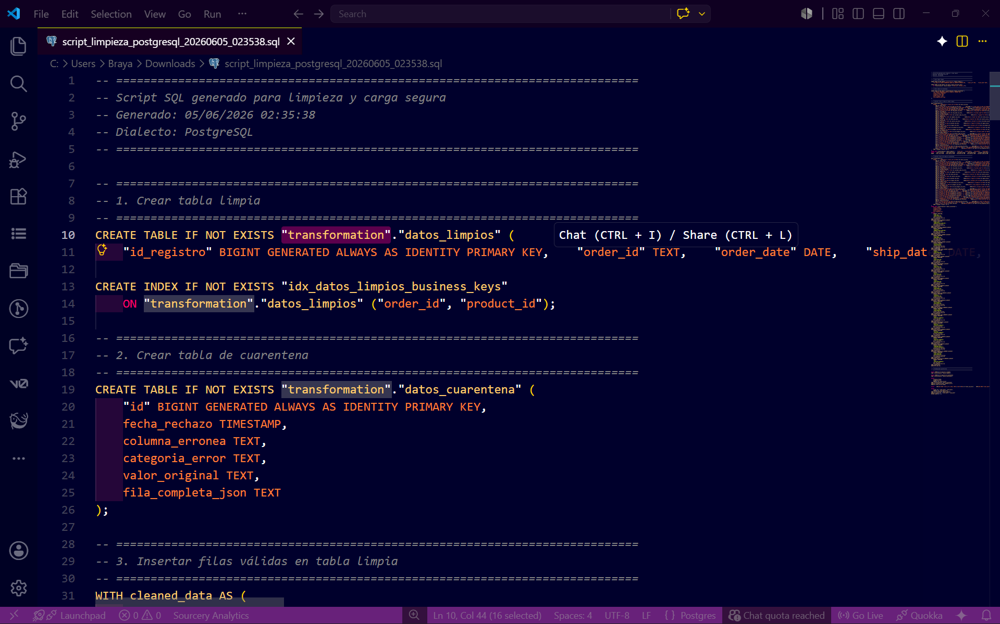 File Edit Selection View Go Run ··· Search
script_limpieza_postgresql_20260605_023538.sql
C: > Users > Braya > Downloads > script_limpieza_postgresql_20260605_023538.sql
1 -- ============================================================================
2 -- Script SQL generado para limpieza y carga segura
3 -- Generado: 05/06/2026 02:35:38
4 -- Dialecto: PostgreSQL
5 -- ============================================================================
6
7 -- ============================================================================
8 -- 1. Crear tabla limpia
9 -- ============================================================================
10 CREATE TABLE IF NOT EXISTS "transformation"."datos_limpios" (
Chat (CTRL + I) / Share (CTRL + L)
11 "id_registro" BIGINT GENERATED ALWAYS AS IDENTITY PRIMARY KEY, "order_id" TEXT, "order_date" DATE, "ship_date" DATE,
12
13 CREATE INDEX IF NOT EXISTS "idx_datos_limpios_business_keys"
14 ON "transformation"."datos_limpios" ("order_id", "product_id");
15
16 -- ============================================================================
17 -- 2. Crear tabla de cuarentena
18 -- ============================================================================
19 CREATE TABLE IF NOT EXISTS "transformation"."datos_cuarentena" (
20 "id" BIGINT GENERATED ALWAYS AS IDENTITY PRIMARY KEY,
21 fecha_rechazo TIMESTAMP,
22 columna_erronea TEXT,
23 categoria_error TEXT,
24 valor_original TEXT,
25 fila_completa_json TEXT
26 );
27
28 -- ============================================================================
29 -- 3. Insertar filas válidas en tabla limpia
30 -- ============================================================================
31 WITH cleaned_data AS (
Launchpad 0 0 Sourcery Analytics Ln 10, Col 44 (16 selected) Spaces: 4 UTF-8 LF { } Postgres Chat quota reached Go Live Quokka